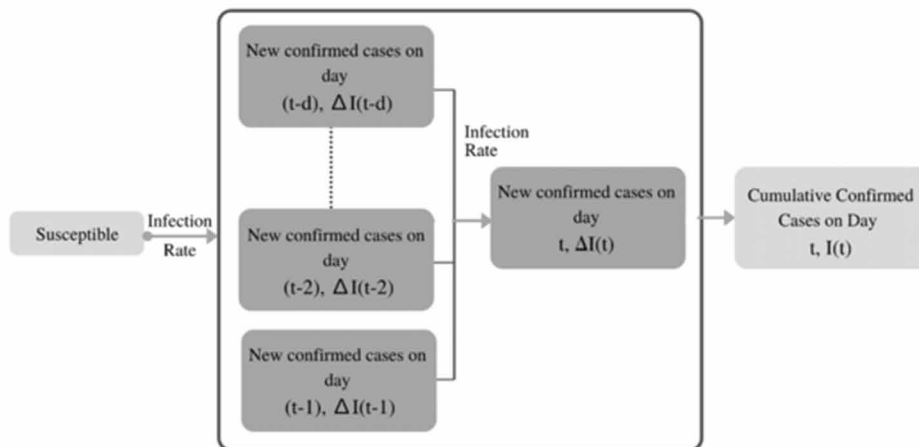 Susceptible
Infection
Rate
New confirmed cases on
day
(t-d), ΔI(t-d)
New confirmed cases on
day
(t-2), ΔI(t-2)
New confirmed cases on
day
(t-1), ΔI(t-1)
Infection
Rate
New confirmed cases on
day
t, ΔI(t)
Cumulative Confirmed
Cases on Day
t, I(t)